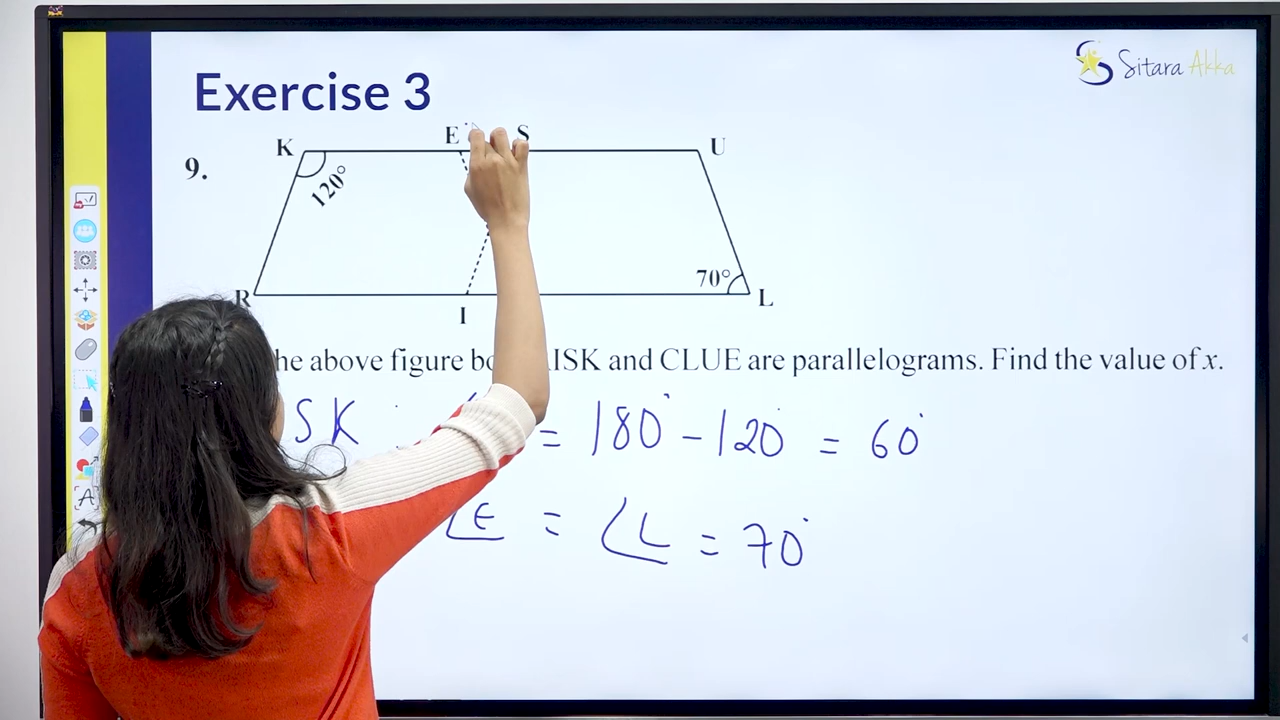 Sitara Akka
Exercise 3
K E S U
9.
120°
70°
R L
I
above figure ISK and CLUE are parallelograms. Find the value of x.
SK : = 180° - 120° = 60°
∠E = ∠L = 70°